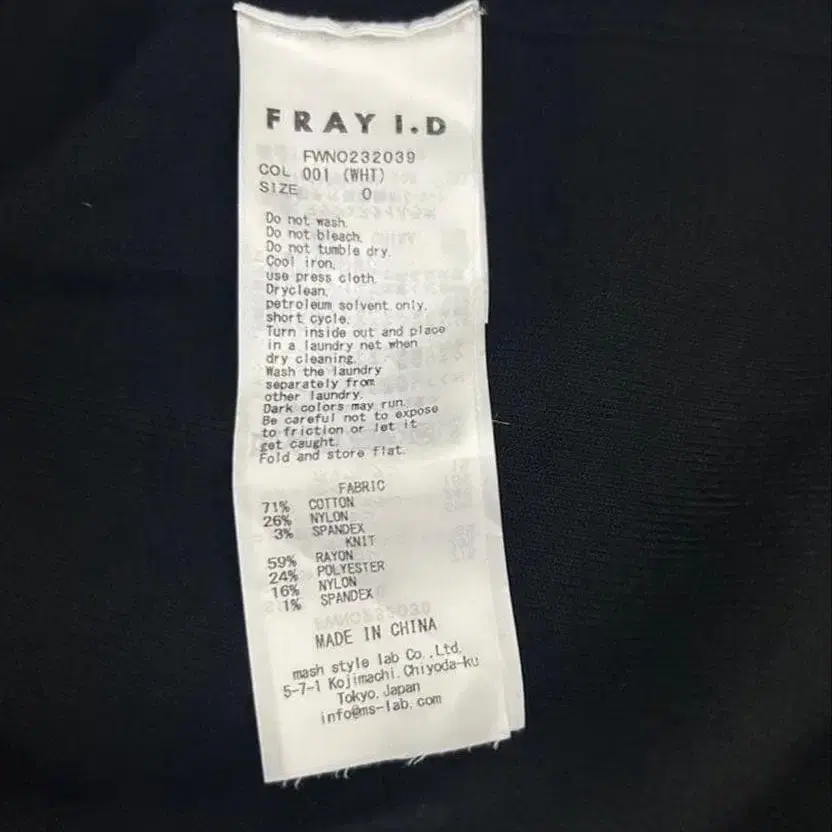 FRAY I.D
FWNO232039
COL 001 (WHT)
SIZE 0
Do not wash.
Do not bleach.
Do not tumble dry.
Cool iron,
use press cloth.
Dryclean,
petroleum solvent only,
short cycle.
Turn inside out and place
in a laundry net when
dry cleaning.
Wash the laundry
separately from
other laundry.
Dark colors may run.
Be careful not to expose
to friction or let it
get caught.
Fold and store flat.
FABRIC
71% COTTON
26% NYLON
3% SPANDEX
KNIT
59% RAYON
24% POLYESTER
16% NYLON
1% SPANDEX
MADE IN CHINA
mash style lab Co.,Ltd.
5-7-1 Kojimachi.Chiyoda-ku
Tokyo.Japan
info@ms-lab.com